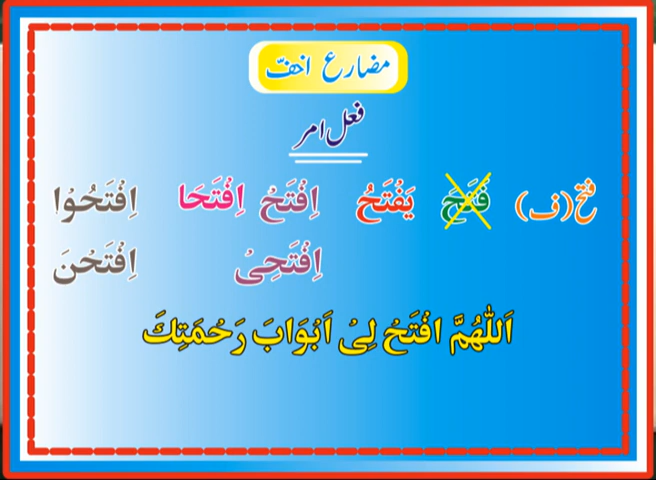 مضارع اخفّ
فعل امر
فتح (ف) فَتَحَ یَفْتَحُ اِفْتَحْ اِفْتَحَا اِفْتَحُوْا
اِفْتَحِیْ اِفْتَحْنَ
اَللّٰهُمَّ افْتَحْ لِیْ اَبْوَابَ رَحْمَتِكَ